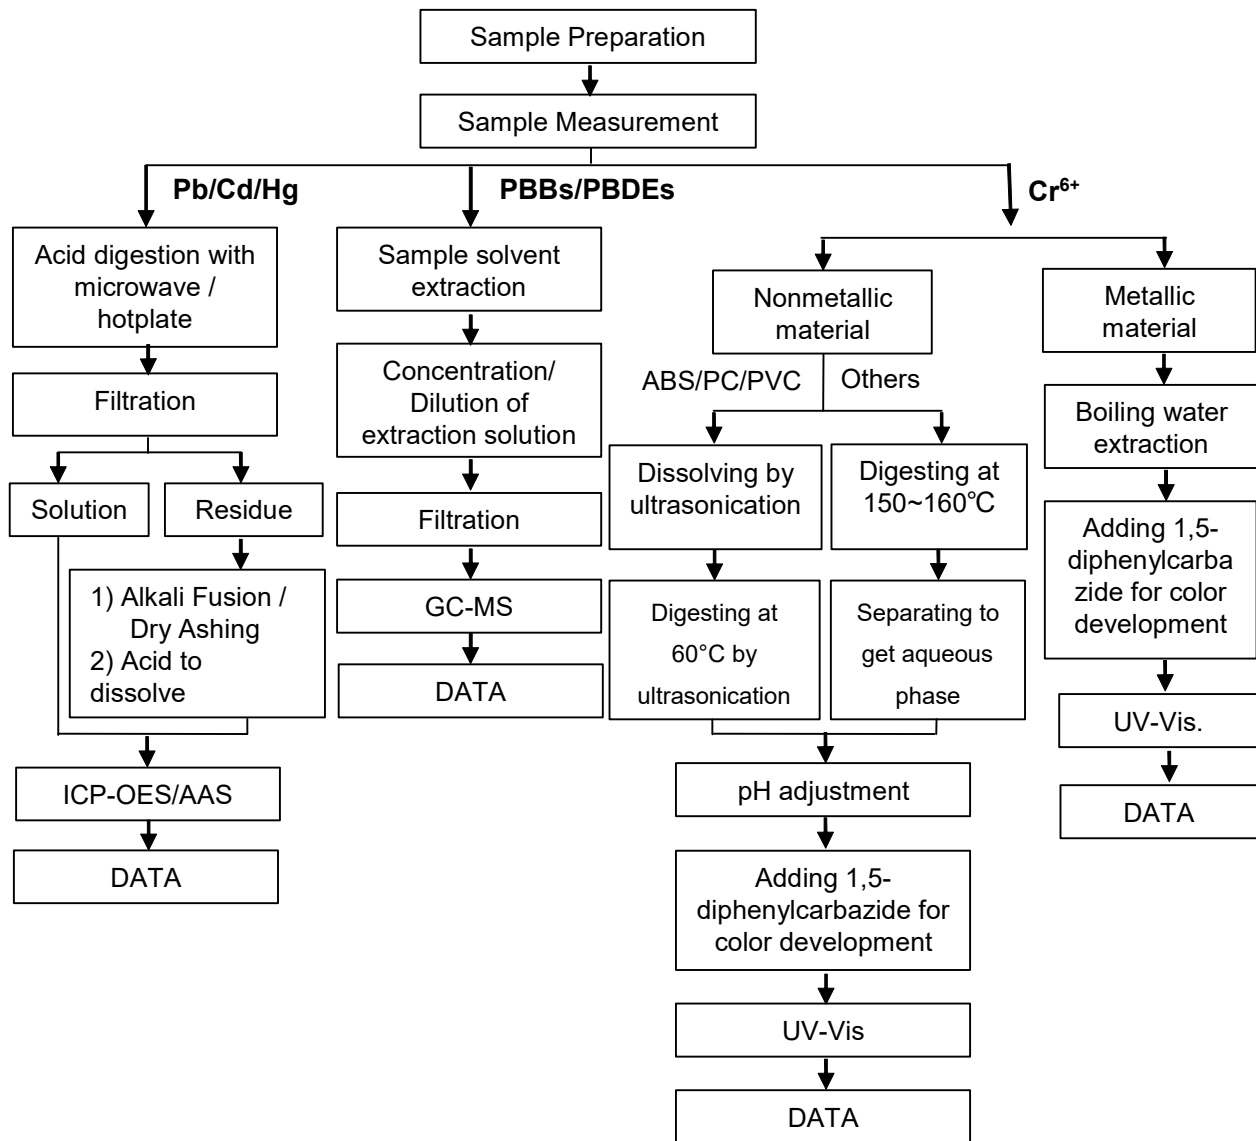 Sample Preparation
Sample Measurement
Pb/Cd/Hg
PBBs/PBDEs
Cr⁶⁺
Acid digestion with
microwave /
hotplate
Filtration
Solution
Residue
1) Alkali Fusion /
Dry Ashing
2) Acid to
dissolve
ICP-OES/AAS
DATA
Sample solvent
extraction
Concentration/
Dilution of
extraction solution
Filtration
GC-MS
DATA
Nonmetallic
material
ABS/PC/PVC
Others
Dissolving by
ultrasonication
Digesting at
60°C by
ultrasonication
Digesting at
150~160℃
Separating to
get aqueous
phase
pH adjustment
Adding 1,5-
diphenylcarbazide for
color development
UV-Vis
DATA
Metallic
material
Boiling water
extraction
Adding 1,5-
diphenylcarba
zide for color
development
UV-Vis.
DATA